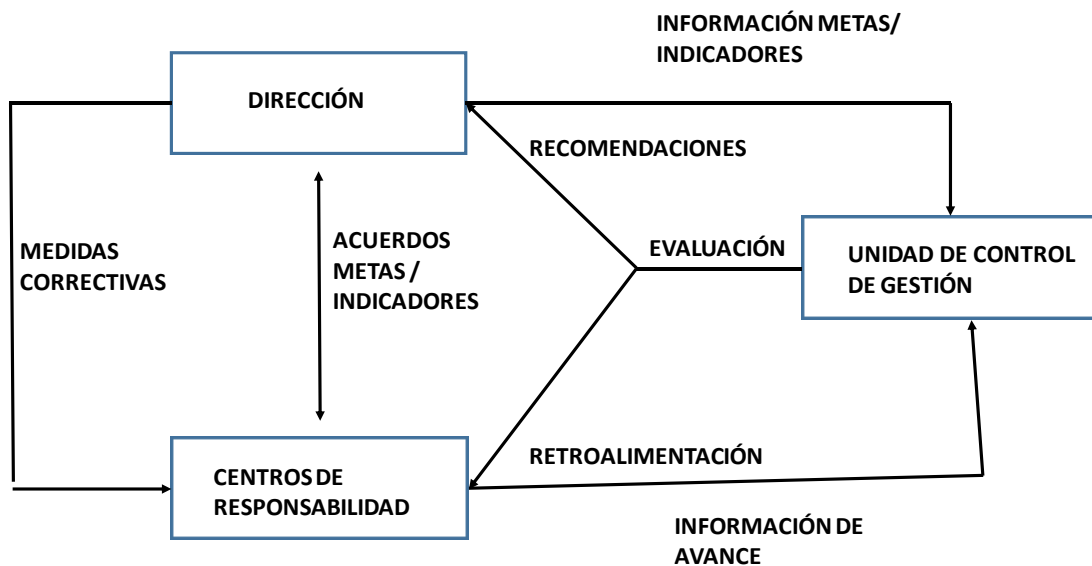 INFORMACIÓN METAS/
INDICADORES
DIRECCIÓN
RECOMENDACIONES
MEDIDAS
CORRECTIVAS
ACUERDOS
METAS /
INDICADORES
EVALUACIÓN
UNIDAD DE CONTROL
DE GESTIÓN
CENTROS DE
RESPONSABILIDAD
RETROALIMENTACIÓN
INFORMACIÓN DE
AVANCE